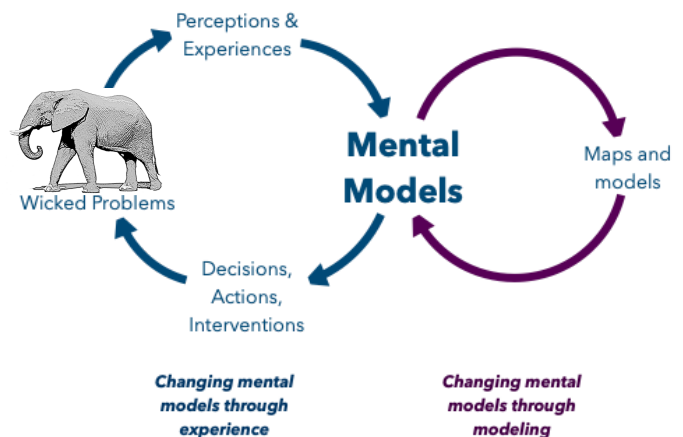 Perceptions &
Experiences
Mental
Models
Maps and
models
Wicked Problems
Decisions,
Actions,
Interventions
Changing mental
models through
experience
Changing mental
models through
modeling